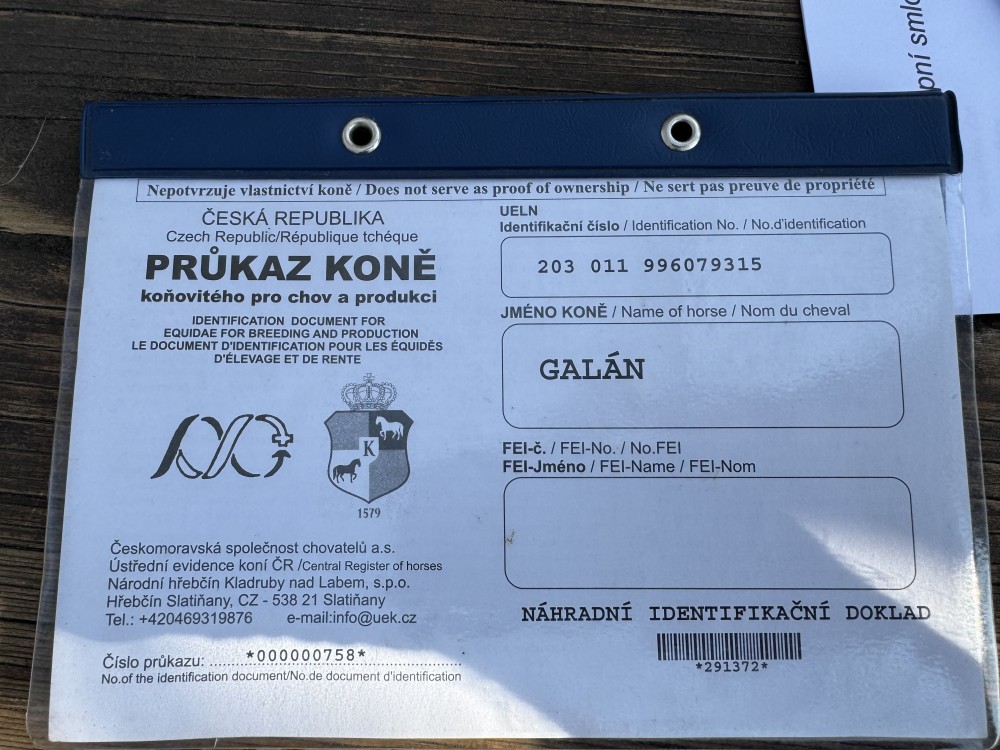 pní smlo
Nepotvrzuje vlastnictví koně / Does not serve as proof of ownership / Ne sert pas preuve de propriété
ČESKÁ REPUBLIKA
Czech Republic/République tchéque
PRŮKAZ KONĚ
koňovitého pro chov a produkci
IDENTIFICATION DOCUMENT FOR
EQUIDAE FOR BREEDING AND PRODUCTION
LE DOCUMENT D'IDENTIFICATION POUR LES ÉQUIDÈS
D'ÉLEVAGE ET DE RENTE
K
1579
Českomoravská společnost chovatelů a.s.
Ústřední evidence koní ČR /Central Register of horses
Národní hřebčín Kladruby nad Labem, s.p.o.
Hřebčín Slatiňany, CZ - 538 21 Slatiňany
Tel.: +420469319876 e-mail:info@uek.cz
Číslo průkazu: *000000758*
No.of the identification document/No.de document d'identification
UELN
Identifikační číslo / Identification No. / No.d'identification
203 011 996079315
JMÉNO KONĚ / Name of horse / Nom du cheval
GALÁN
FEI-č. / FEI-No. / No.FEI
FEI-Jméno / FEI-Name / FEI-Nom
NÁHRADNÍ IDENTIFIKAČNÍ DOKLAD
*291372*